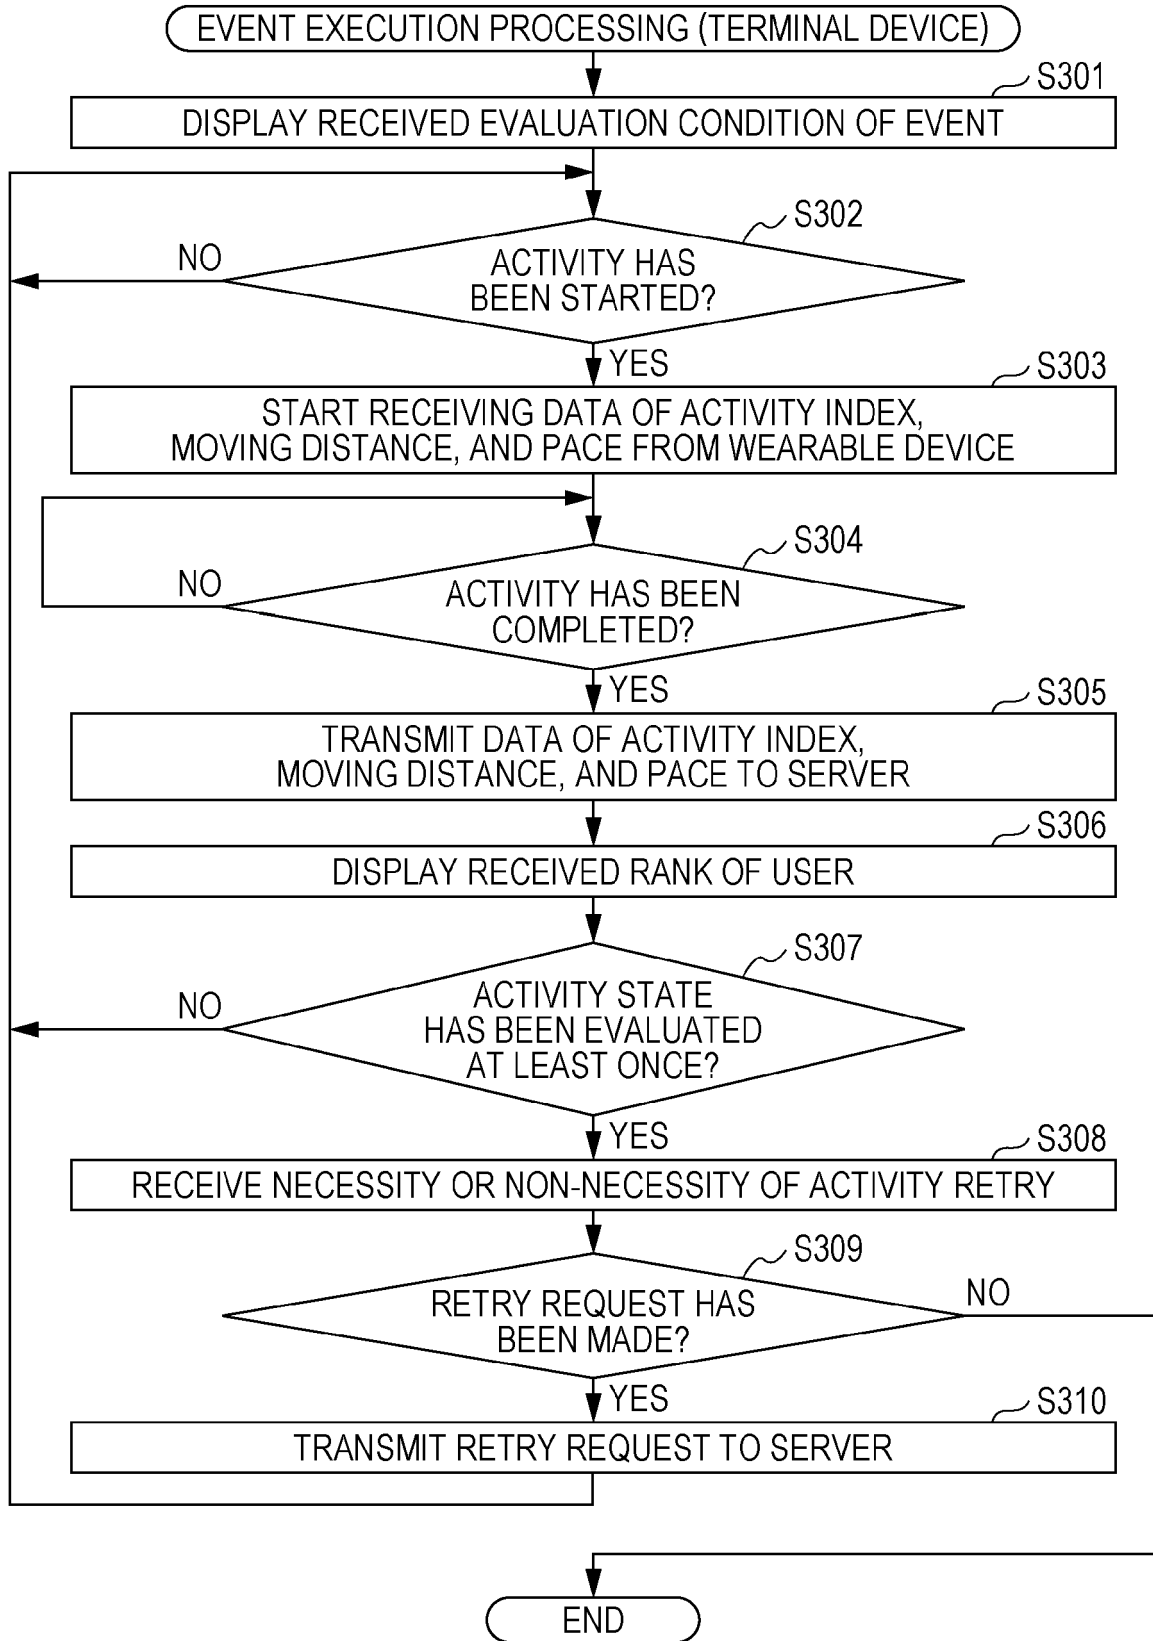 EVENT EXECUTION PROCESSING (TERMINAL DEVICE)
S301
DISPLAY RECEIVED EVALUATION CONDITION OF EVENT
S302
NO
ACTIVITY HAS
BEEN STARTED?
YES
S303
START RECEIVING DATA OF ACTIVITY INDEX,
MOVING DISTANCE, AND PACE FROM WEARABLE DEVICE
S304
NO
ACTIVITY HAS BEEN
COMPLETED?
YES
S305
TRANSMIT DATA OF ACTIVITY INDEX,
MOVING DISTANCE, AND PACE TO SERVER
S306
DISPLAY RECEIVED RANK OF USER
S307
NO
ACTIVITY STATE
HAS BEEN EVALUATED
AT LEAST ONCE?
YES
S308
RECEIVE NECESSITY OR NON-NECESSITY OF ACTIVITY RETRY
S309
RETRY REQUEST HAS
BEEN MADE?
NO
YES
S310
TRANSMIT RETRY REQUEST TO SERVER
END